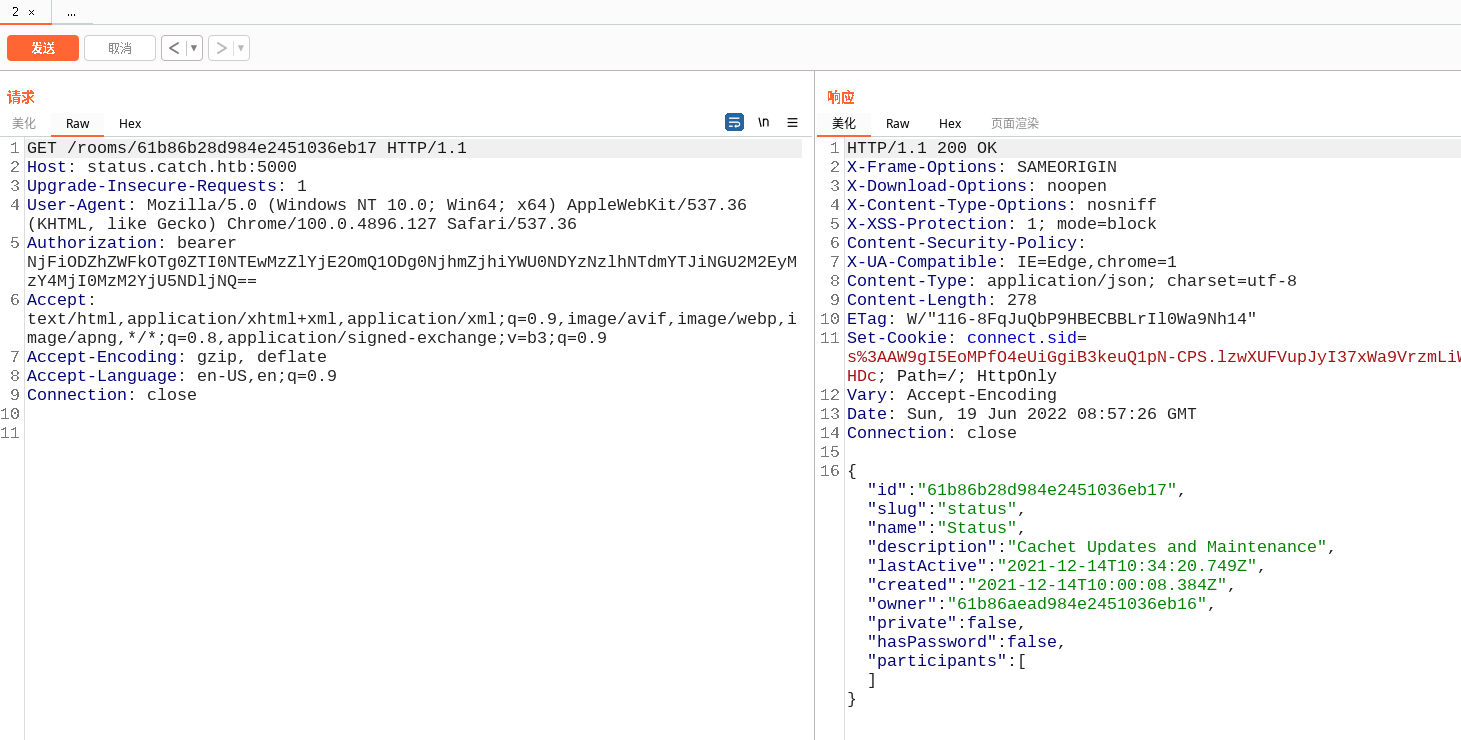 2 ×
...
发送
取消
< ▼
> ▼
请求
美化
Raw
Hex
\n
1 GET /rooms/61b86b28d984e2451036eb17 HTTP/1.1
2 Host: status.catch.htb:5000
3 Upgrade-Insecure-Requests: 1
4 User-Agent: Mozilla/5.0 (Windows NT 10.0; Win64; x64) AppleWebKit/537.36
(KHTML, like Gecko) Chrome/100.0.4896.127 Safari/537.36
5 Authorization: bearer
NjFiODZhZWFkOTg0ZTI0NTEwMzZlYjE2OmQ1ODg0NjhmZjhiYWU0NDYzNzlhNTdmYTJiNGU2M2EyM
zY4MjI0MzM2YjU5NDljNQ==
6 Accept:
text/html,application/xhtml+xml,application/xml;q=0.9,image/avif,image/webp,i
mage/apng,*/*;q=0.8,application/signed-exchange;v=b3;q=0.9
7 Accept-Encoding: gzip, deflate
8 Accept-Language: en-US,en;q=0.9
9 Connection: close
10
11
响应
美化
Raw
Hex
页面渲染
1 HTTP/1.1 200 OK
2 X-Frame-Options: SAMEORIGIN
3 X-Download-Options: noopen
4 X-Content-Type-Options: nosniff
5 X-XSS-Protection: 1; mode=block
6 Content-Security-Policy:
7 X-UA-Compatible: IE=Edge,chrome=1
8 Content-Type: application/json; charset=utf-8
9 Content-Length: 278
10 ETag: W/"116-8FqJuQbP9HBECBBLrIl0Wa9Nh14"
11 Set-Cookie: connect.sid=
s%3AAW9gI5EoMPfO4eUiGgiB3keuQ1pN-CPS.lzwXUFVupJyI37xWa9VrzmLiW
HDc; Path=/; HttpOnly
12 Vary: Accept-Encoding
13 Date: Sun, 19 Jun 2022 08:57:26 GMT
14 Connection: close
15
16 {
"id":"61b86b28d984e2451036eb17",
"slug":"status",
"name":"Status",
"description":"Cachet Updates and Maintenance",
"lastActive":"2021-12-14T10:34:20.749Z",
"created":"2021-12-14T10:00:08.384Z",
"owner":"61b86aead984e2451036eb16",
"private":false,
"hasPassword":false,
"participants":[
]
}